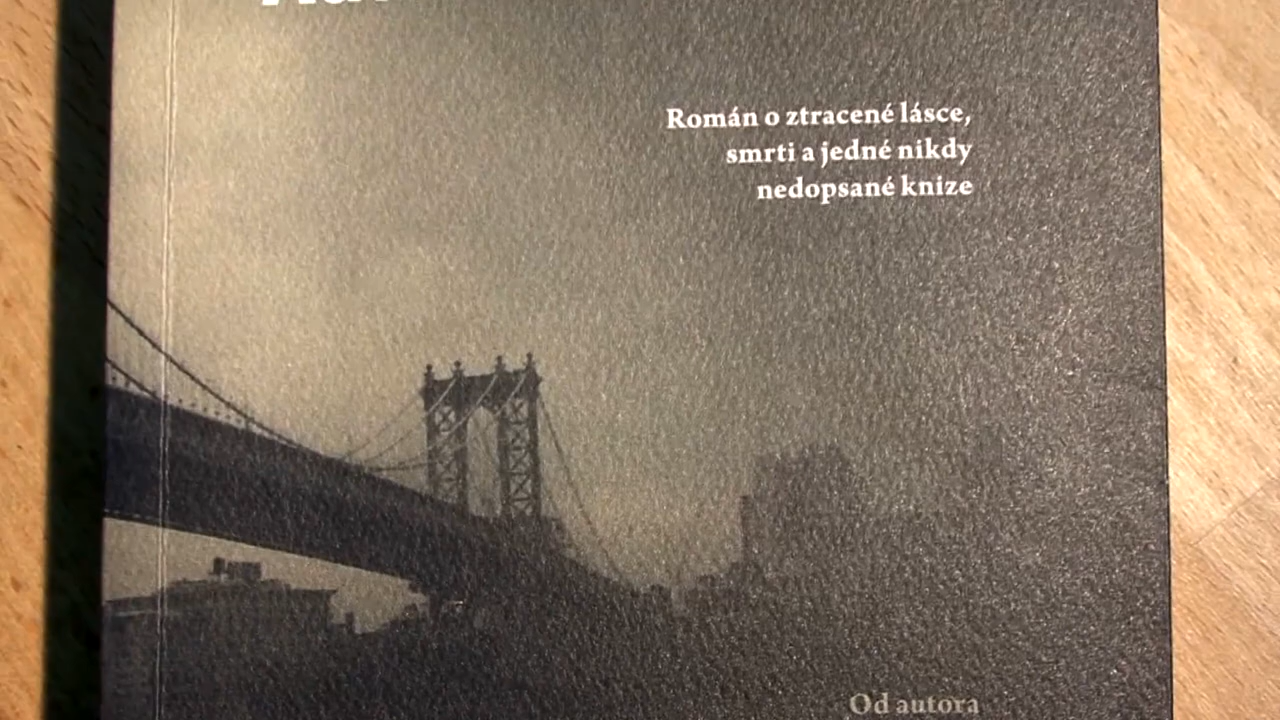 Román o ztracené lásce,
smrti a jedné nikdy
nedopsané knize
Od autora